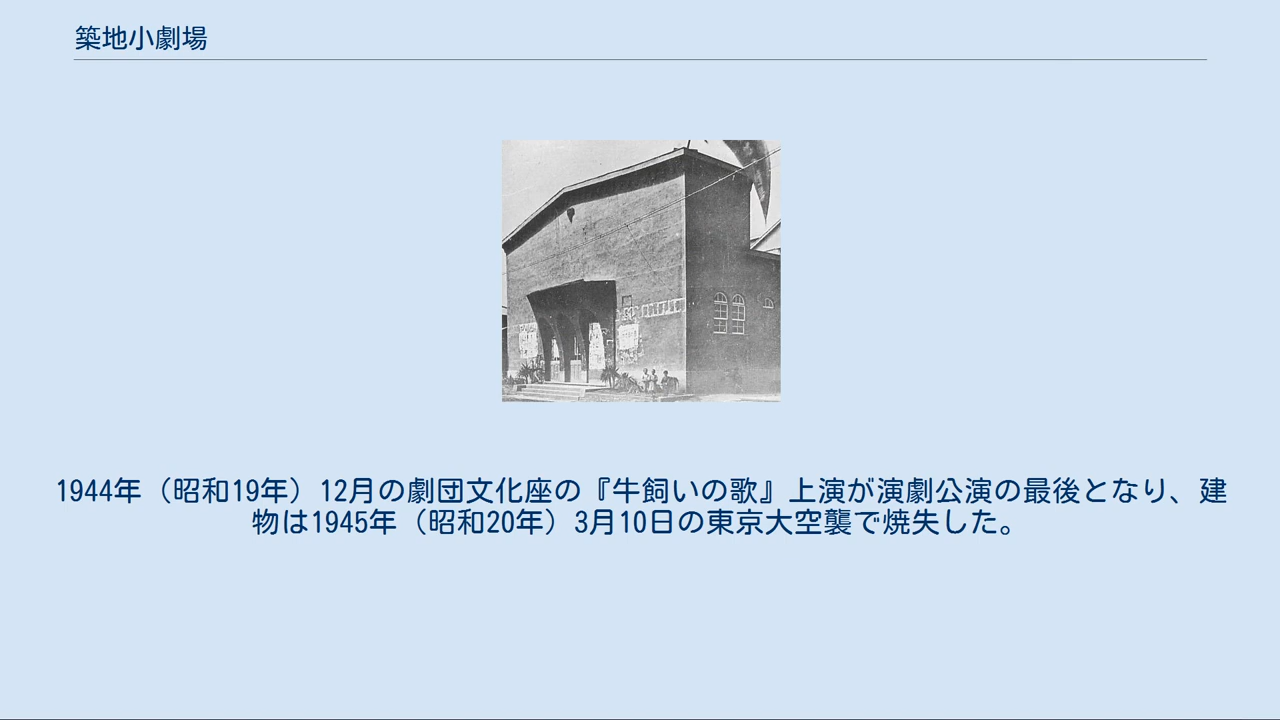 築地小劇場
1944年（昭和19年）12月の劇団文化座の『牛飼いの歌』上演が演劇公演の最後となり、建
物は1945年（昭和20年）3月10日の東京大空襲で焼失した。